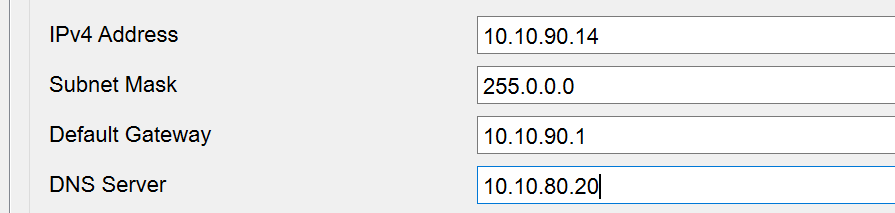 IPv4 Address 10.10.90.14
Subnet Mask 255.0.0.0
Default Gateway 10.10.90.1
DNS Server 10.10.80.20